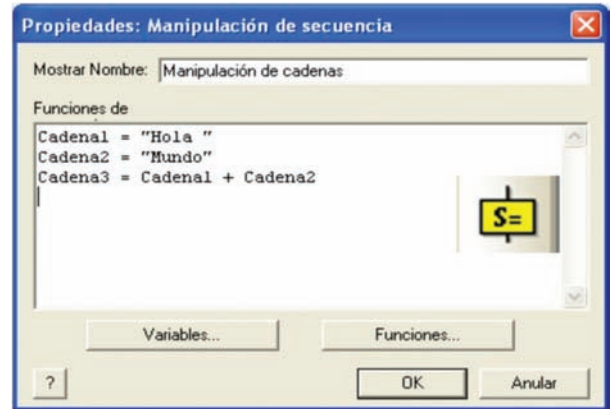 Propiedades: Manipulación de secuencia
Mostrar Nombre: Manipulación de cadenas
Funciones de
Cadena1 = "Hola "
Cadena2 = "Mundo"
Cadena3 = Cadena1 + Cadena2
S=
Variables... Funciones...
? OK Anular